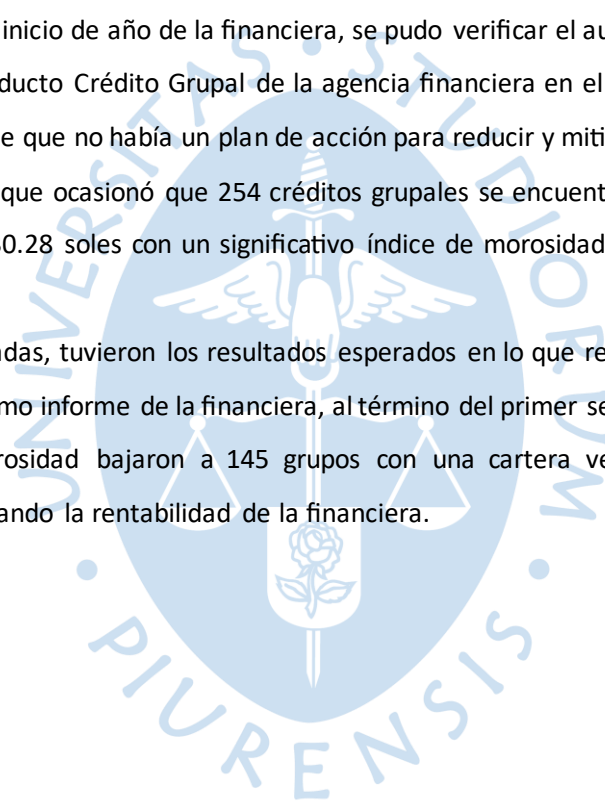 inicio de año de la financiera, se pudo verificar el au
ducto Crédito Grupal de la agencia financiera en el
e que no había un plan de acción para reducir y miti
que ocasionó que 254 créditos grupales se encuent
0.28 soles con un significativo índice de morosidad
adas, tuvieron los resultados esperados en lo que re
mo informe de la financiera, al término del primer se
rosidad bajaron a 145 grupos con una cartera ve
ando la rentabilidad de la financiera.
UNIVERSITAS • STUDIORUM
• PIURENSIS •